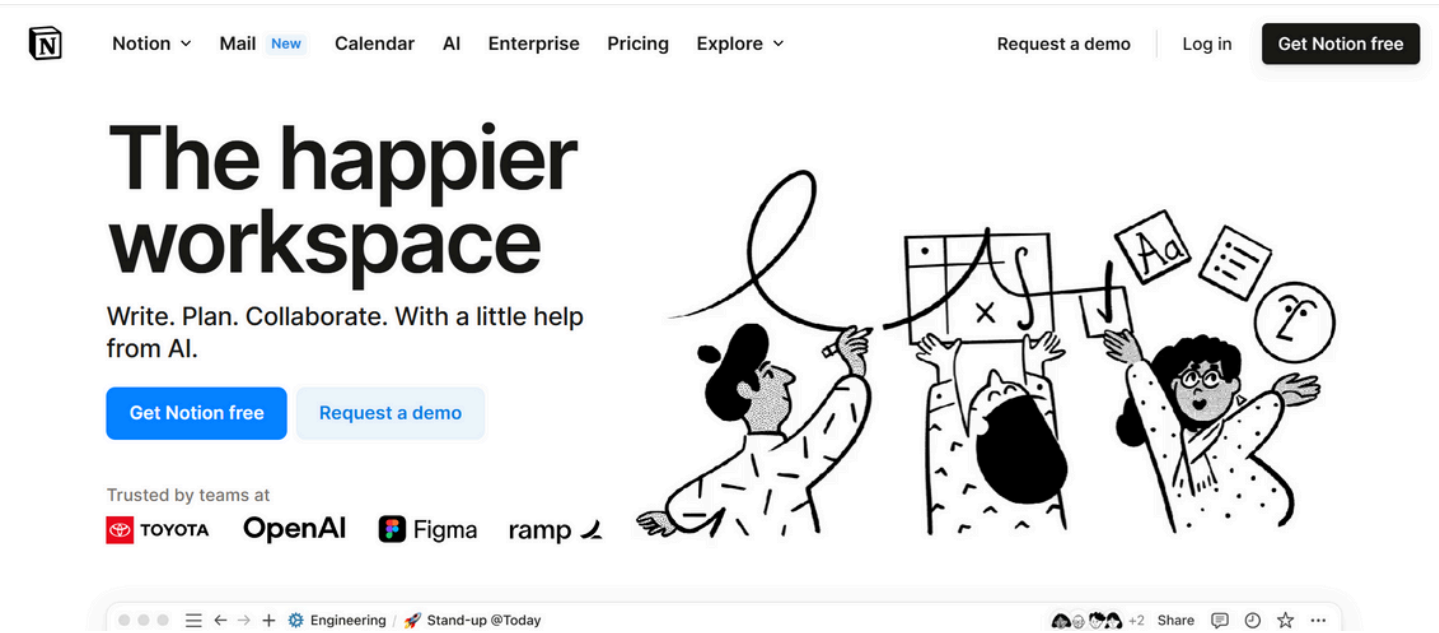 N
Notion Mail New Calendar AI Enterprise Pricing Explore Request a demo Log in Get Notion free
The happier
workspace
Write. Plan. Collaborate. With a little help
from AI.
Get Notion free Request a demo
Trusted by teams at
TOYOTA OpenAI Figma ramp
Aa
Engineering / Stand-up @Today +2 Share